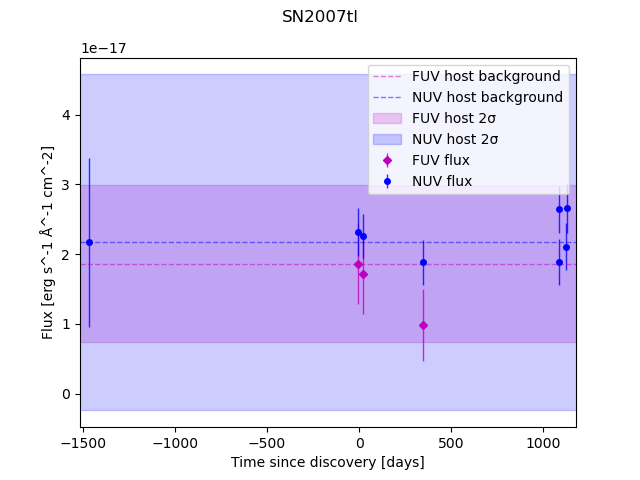 SN2007tl
1e−17
FUV host background
NUV host background
FUV host 2σ
NUV host 2σ
FUV flux
NUV flux
4
3
2
1
0
Flux [erg s^-1 Å^-1 cm^-2]
−1500
−1000
−500
0
500
1000
Time since discovery [days]